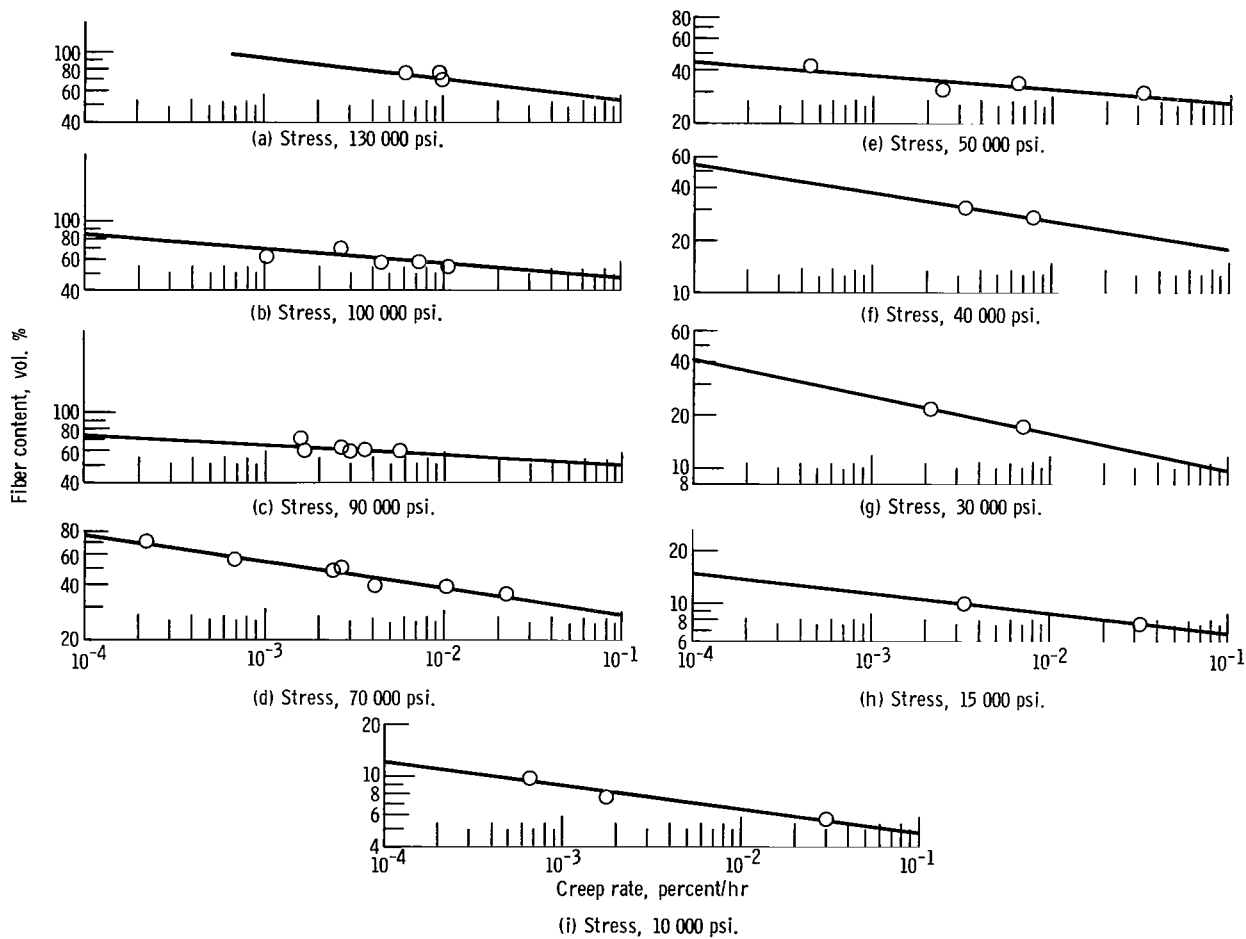 Fiber content, vol. %
100
80
60
40
(a) Stress, 130 000 psi.
100
80
60
40
(b) Stress, 100 000 psi.
100
80
60
40
(c) Stress, 90 000 psi.
80
60
40
20
10-4 10-3 10-2 10-1
(d) Stress, 70 000 psi.
80
60
40
20
(e) Stress, 50 000 psi.
60
40
20
10
(f) Stress, 40 000 psi.
60
40
20
10
8
(g) Stress, 30 000 psi.
20
10
8
6
10-4 10-3 10-2 10-1
(h) Stress, 15 000 psi.
20
10
8
6
4
10-4 10-3 10-2 10-1
Creep rate, percent/hr
(i) Stress, 10 000 psi.